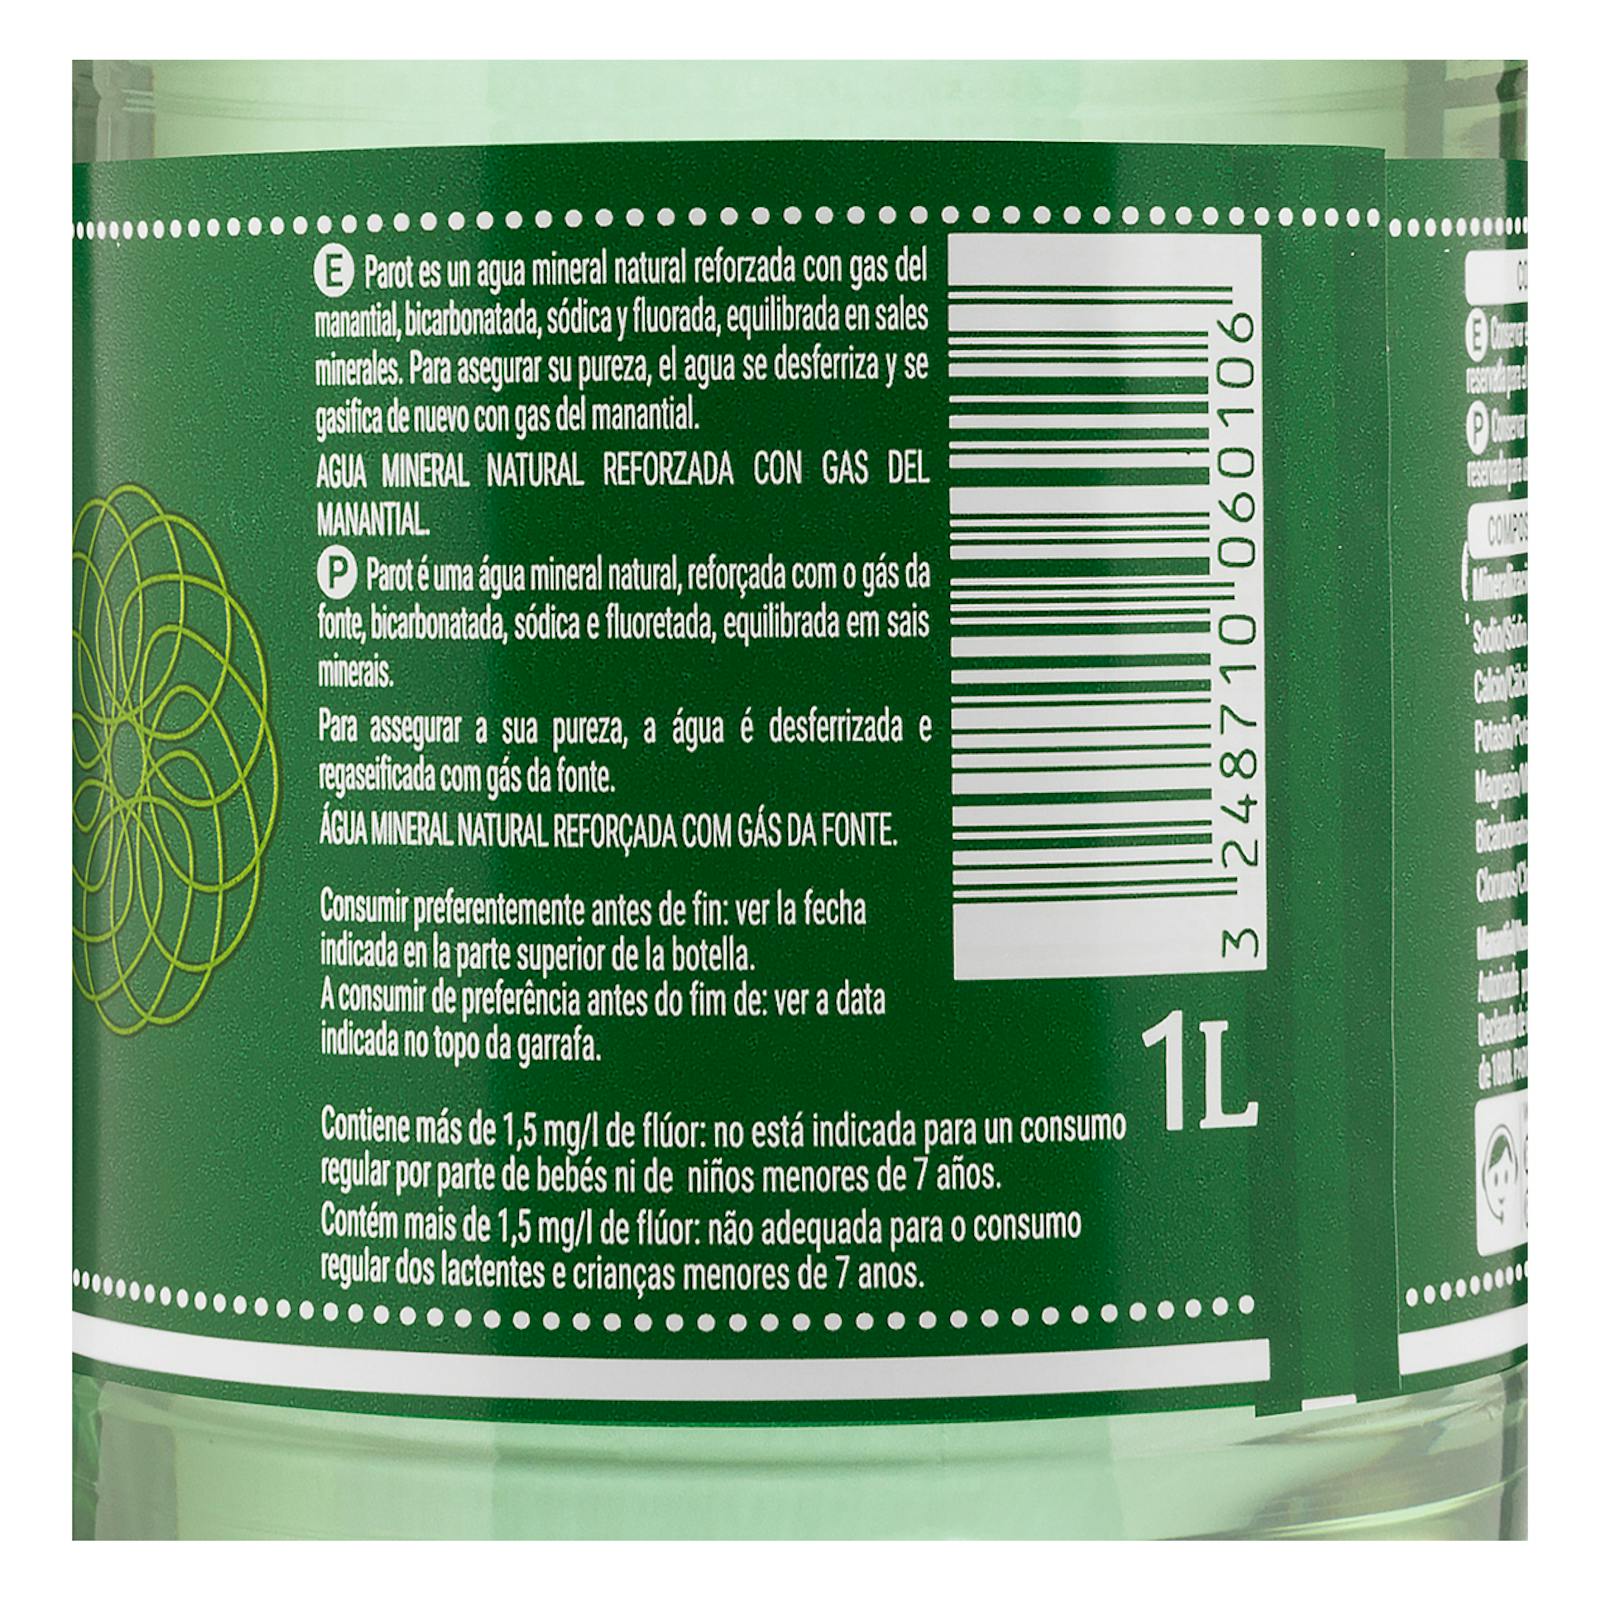 E Parot es un agua mineral natural reforzada con gas del
manantial, bicarbonatada, sódica y fluorada, equilibrada en sales
minerales. Para asegurar su pureza, el agua se desferriza y se
gasifica de nuevo con gas del manantial.
AGUA MINERAL NATURAL REFORZADA CON GAS DEL
MANANTIAL.
P Parot é uma água mineral natural, reforçada com o gás da
fonte, bicarbonatada, sódica e fluoretada, equilibrada em sais
minerais.
Para assegurar a sua pureza, a água é desferrizada e
regaseificada com gás da fonte.
ÁGUA MINERAL NATURAL REFORÇADA COM GÁS DA FONTE.
Consumir preferentemente antes de fin: ver la fecha
indicada en la parte superior de la botella.
A consumir de preferência antes do fim de: ver a data
indicada no topo da garrafa.
Contiene más de 1,5 mg/l de flúor: no está indicada para un consumo
regular por parte de bebés ni de niños menores de 7 años.
Contém mais de 1,5 mg/l de flúor: não adequada para o consumo
regular dos lactentes e crianças menores de 7 anos.
3 248710 060106
1L
E Conservar
P Conservar